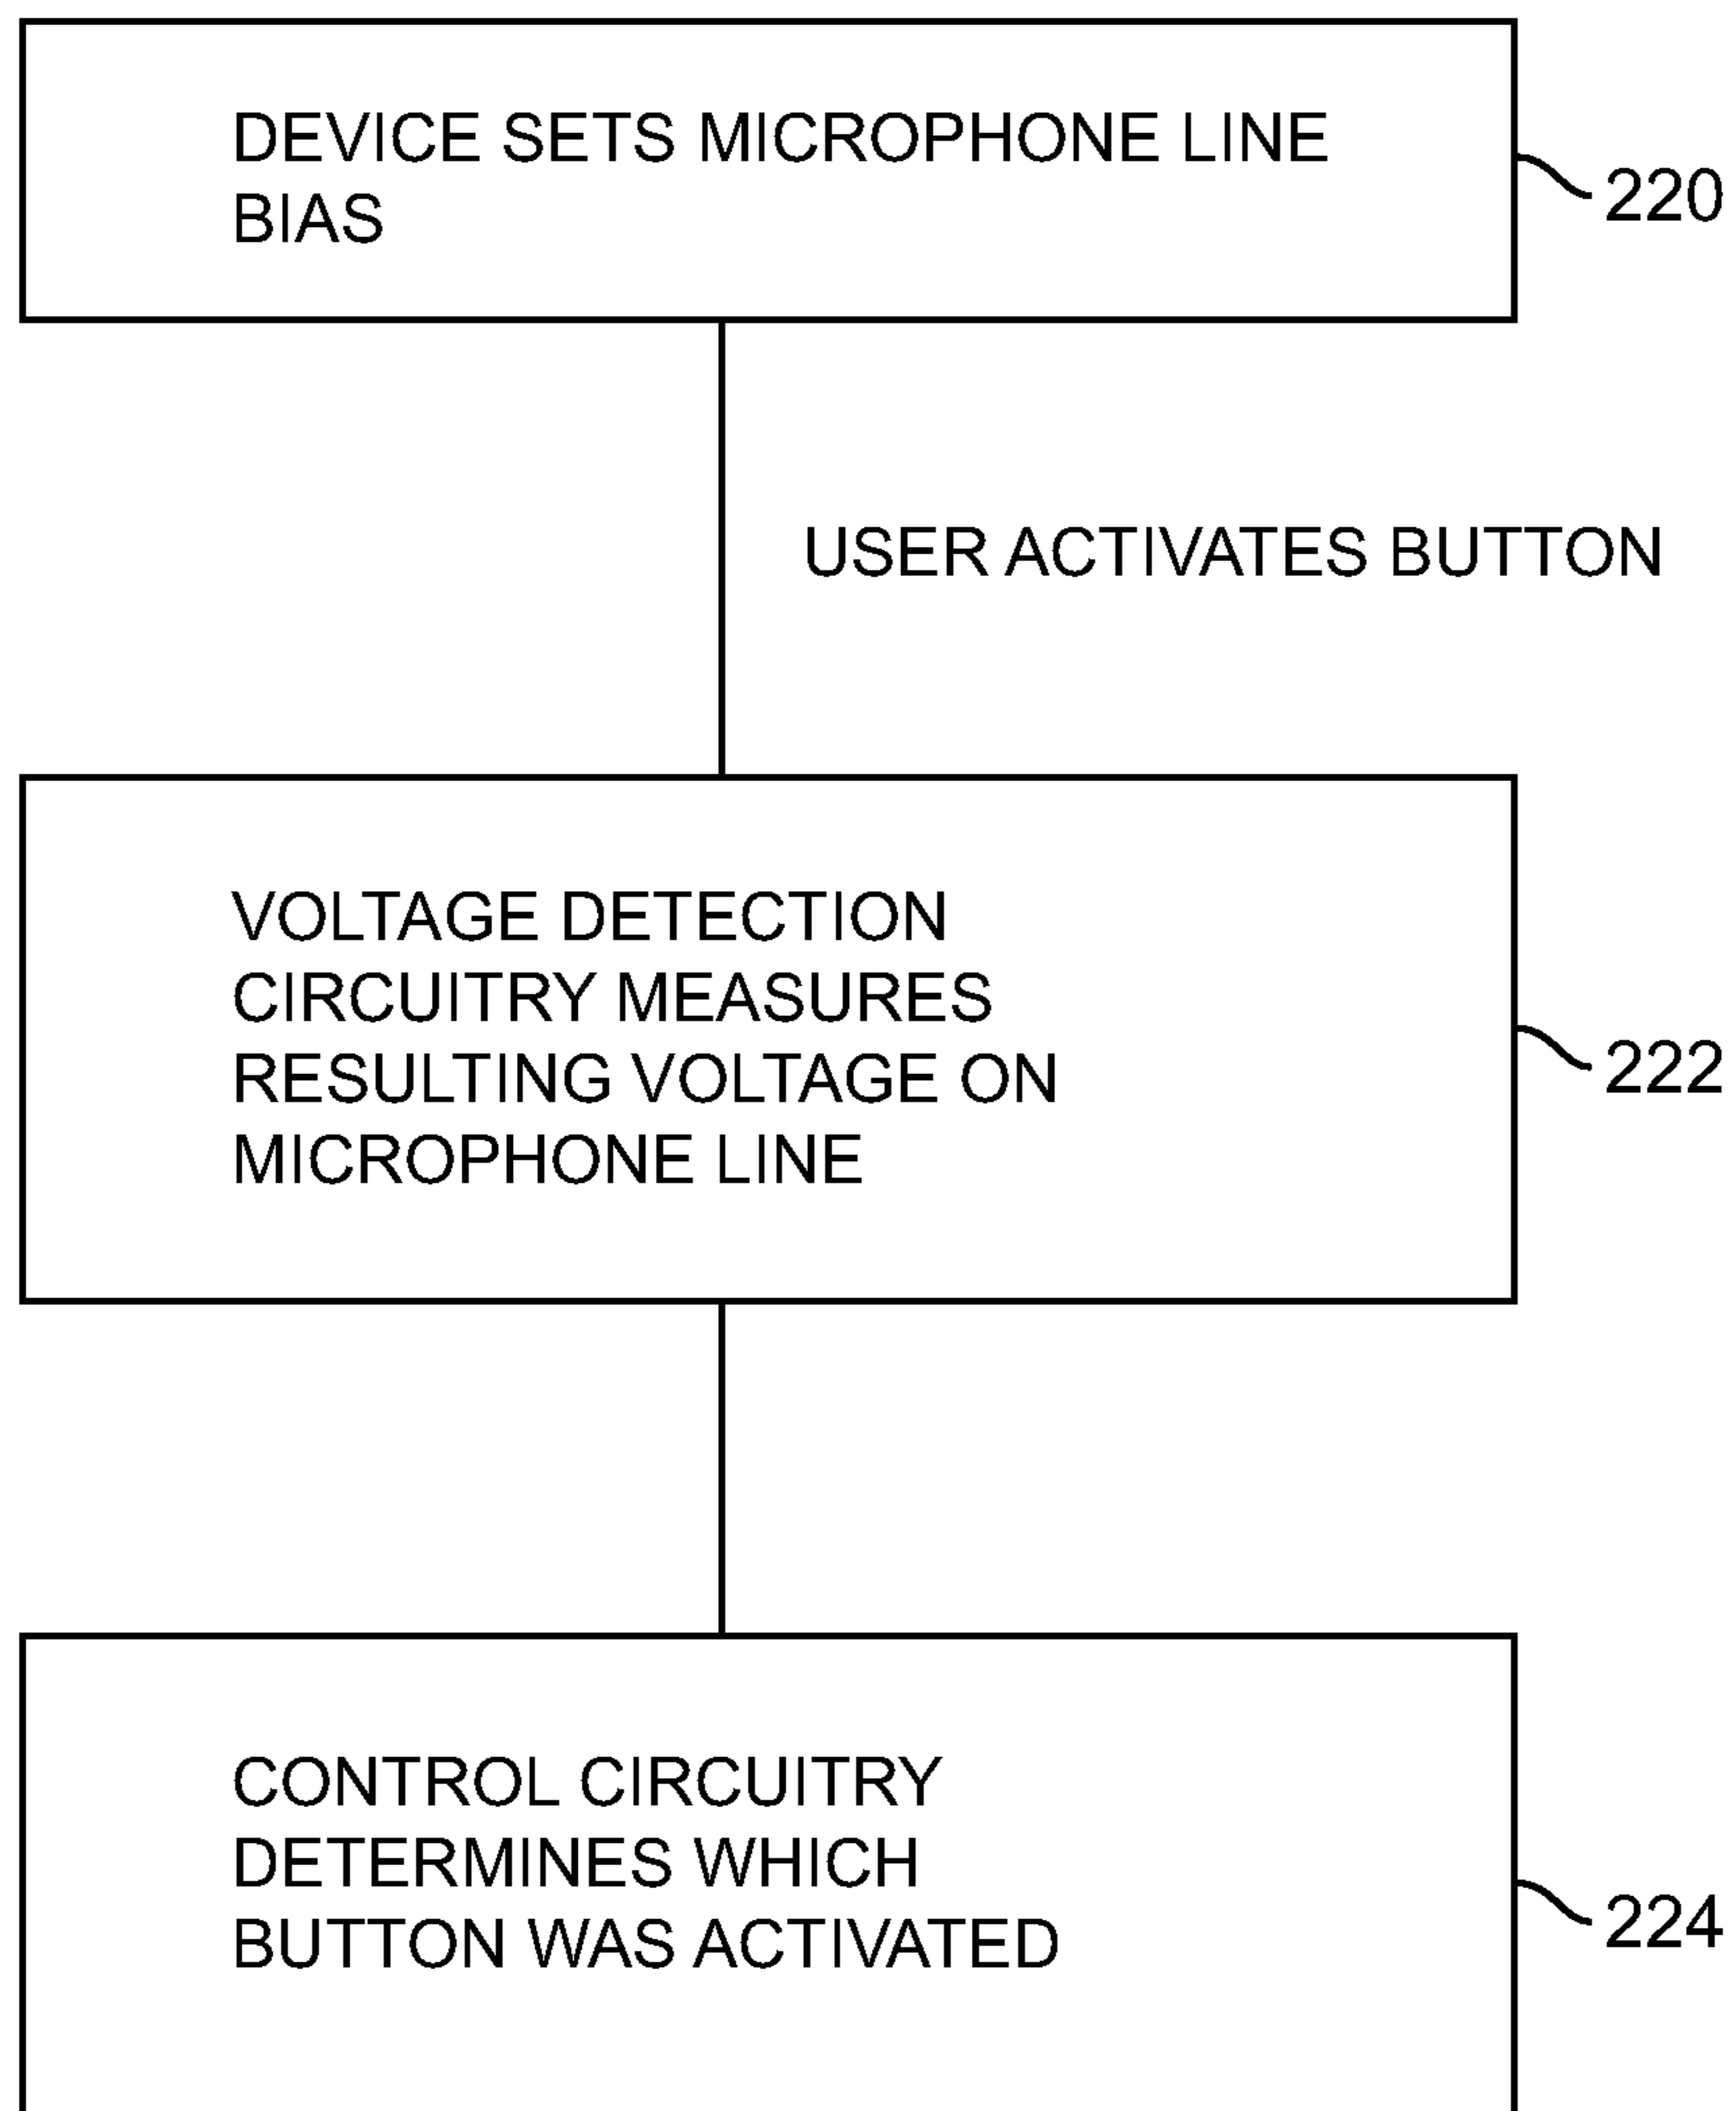 DEVICE SETS MICROPHONE LINE
BIAS
220
USER ACTIVATES BUTTON
VOLTAGE DETECTION
CIRCUITRY MEASURES
RESULTING VOLTAGE ON
MICROPHONE LINE
222
CONTROL CIRCUITRY
DETERMINES WHICH
BUTTON WAS ACTIVATED
224